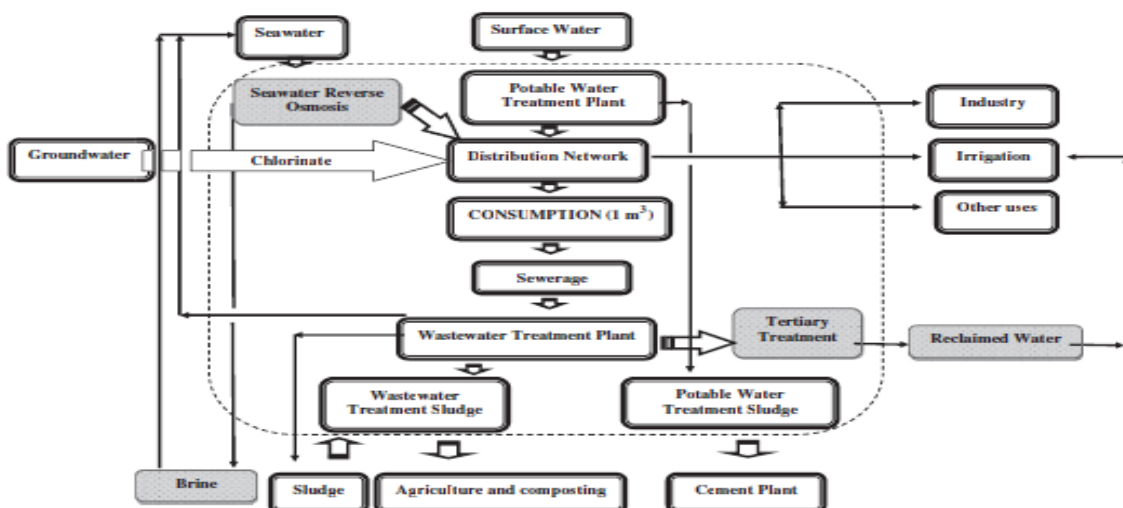 Seawater
Surface Water
Seawater Reverse
Osmosis
Potable Water
Treatment Plant
Industry
Groundwater
Chlorinate
Distribution Network
Irrigation
CONSUMPTION (1 m³)
Other uses
Sewerage
Wastewater Treatment Plant
Tertiary
Treatment
Reclaimed Water
Wastewater
Treatment Sludge
Potable Water
Treatment Sludge
Brine
Sludge
Agriculture and composting
Cement Plant